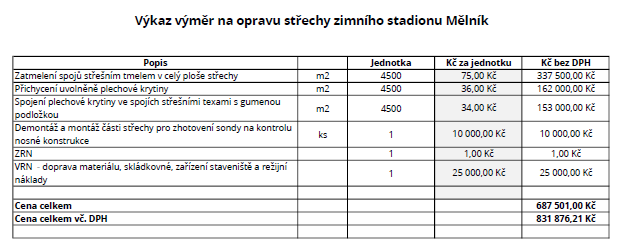 Výkaz výměr na opravu střechy zimního stadionu Mělník
Popis Jednotka Kč za jednotku Kč bez DPH
Zatmelení spojů střešním tmelem v celý ploše střechy m2 4500 75,00 Kč 337 500,00 Kč
Přichycení uvolněně plechové krytiny m2 4500 36,00 Kč 162 000,00 Kč
Spojení plechové krytiny ve spojích střešními texami s gumenou
podložkou m2 4500 34,00 Kč 153 000,00 Kč
Demontáž a montáž části střechy pro zhotovení sondy na kontrolu
nosné konstrukce ks 1 10 000,00 Kč 10 000,00 Kč
ZRN 1 1,00 Kč 1,00 Kč
VRN - doprava materiálu, skládkovné, zařízení staveniště a režijní
náklady 1 25 000,00 Kč 25 000,00 Kč
Cena celkem 687 501,00 Kč
Cena celkem vč. DPH 831 876,21 Kč